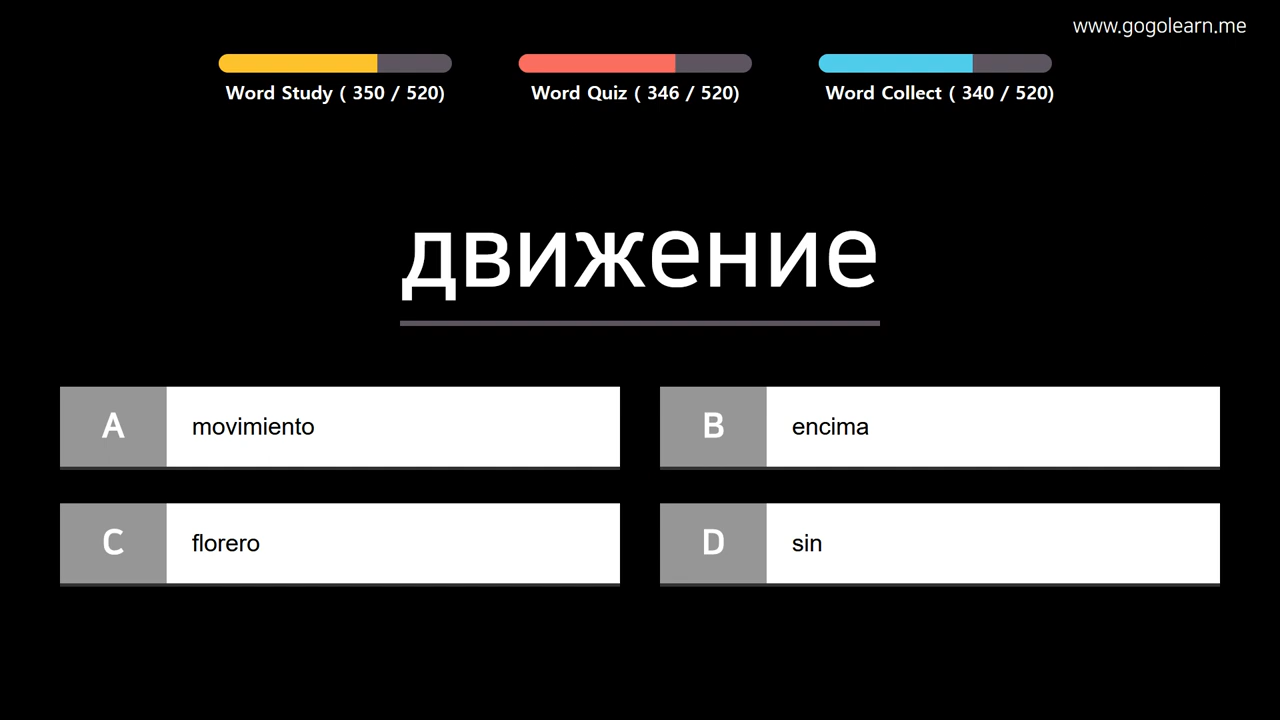 www.gogolearn.me
Word Study ( 350 / 520)
Word Quiz ( 346 / 520)
Word Collect ( 340 / 520)
движение
A movimiento
B encima
C florero
D sin